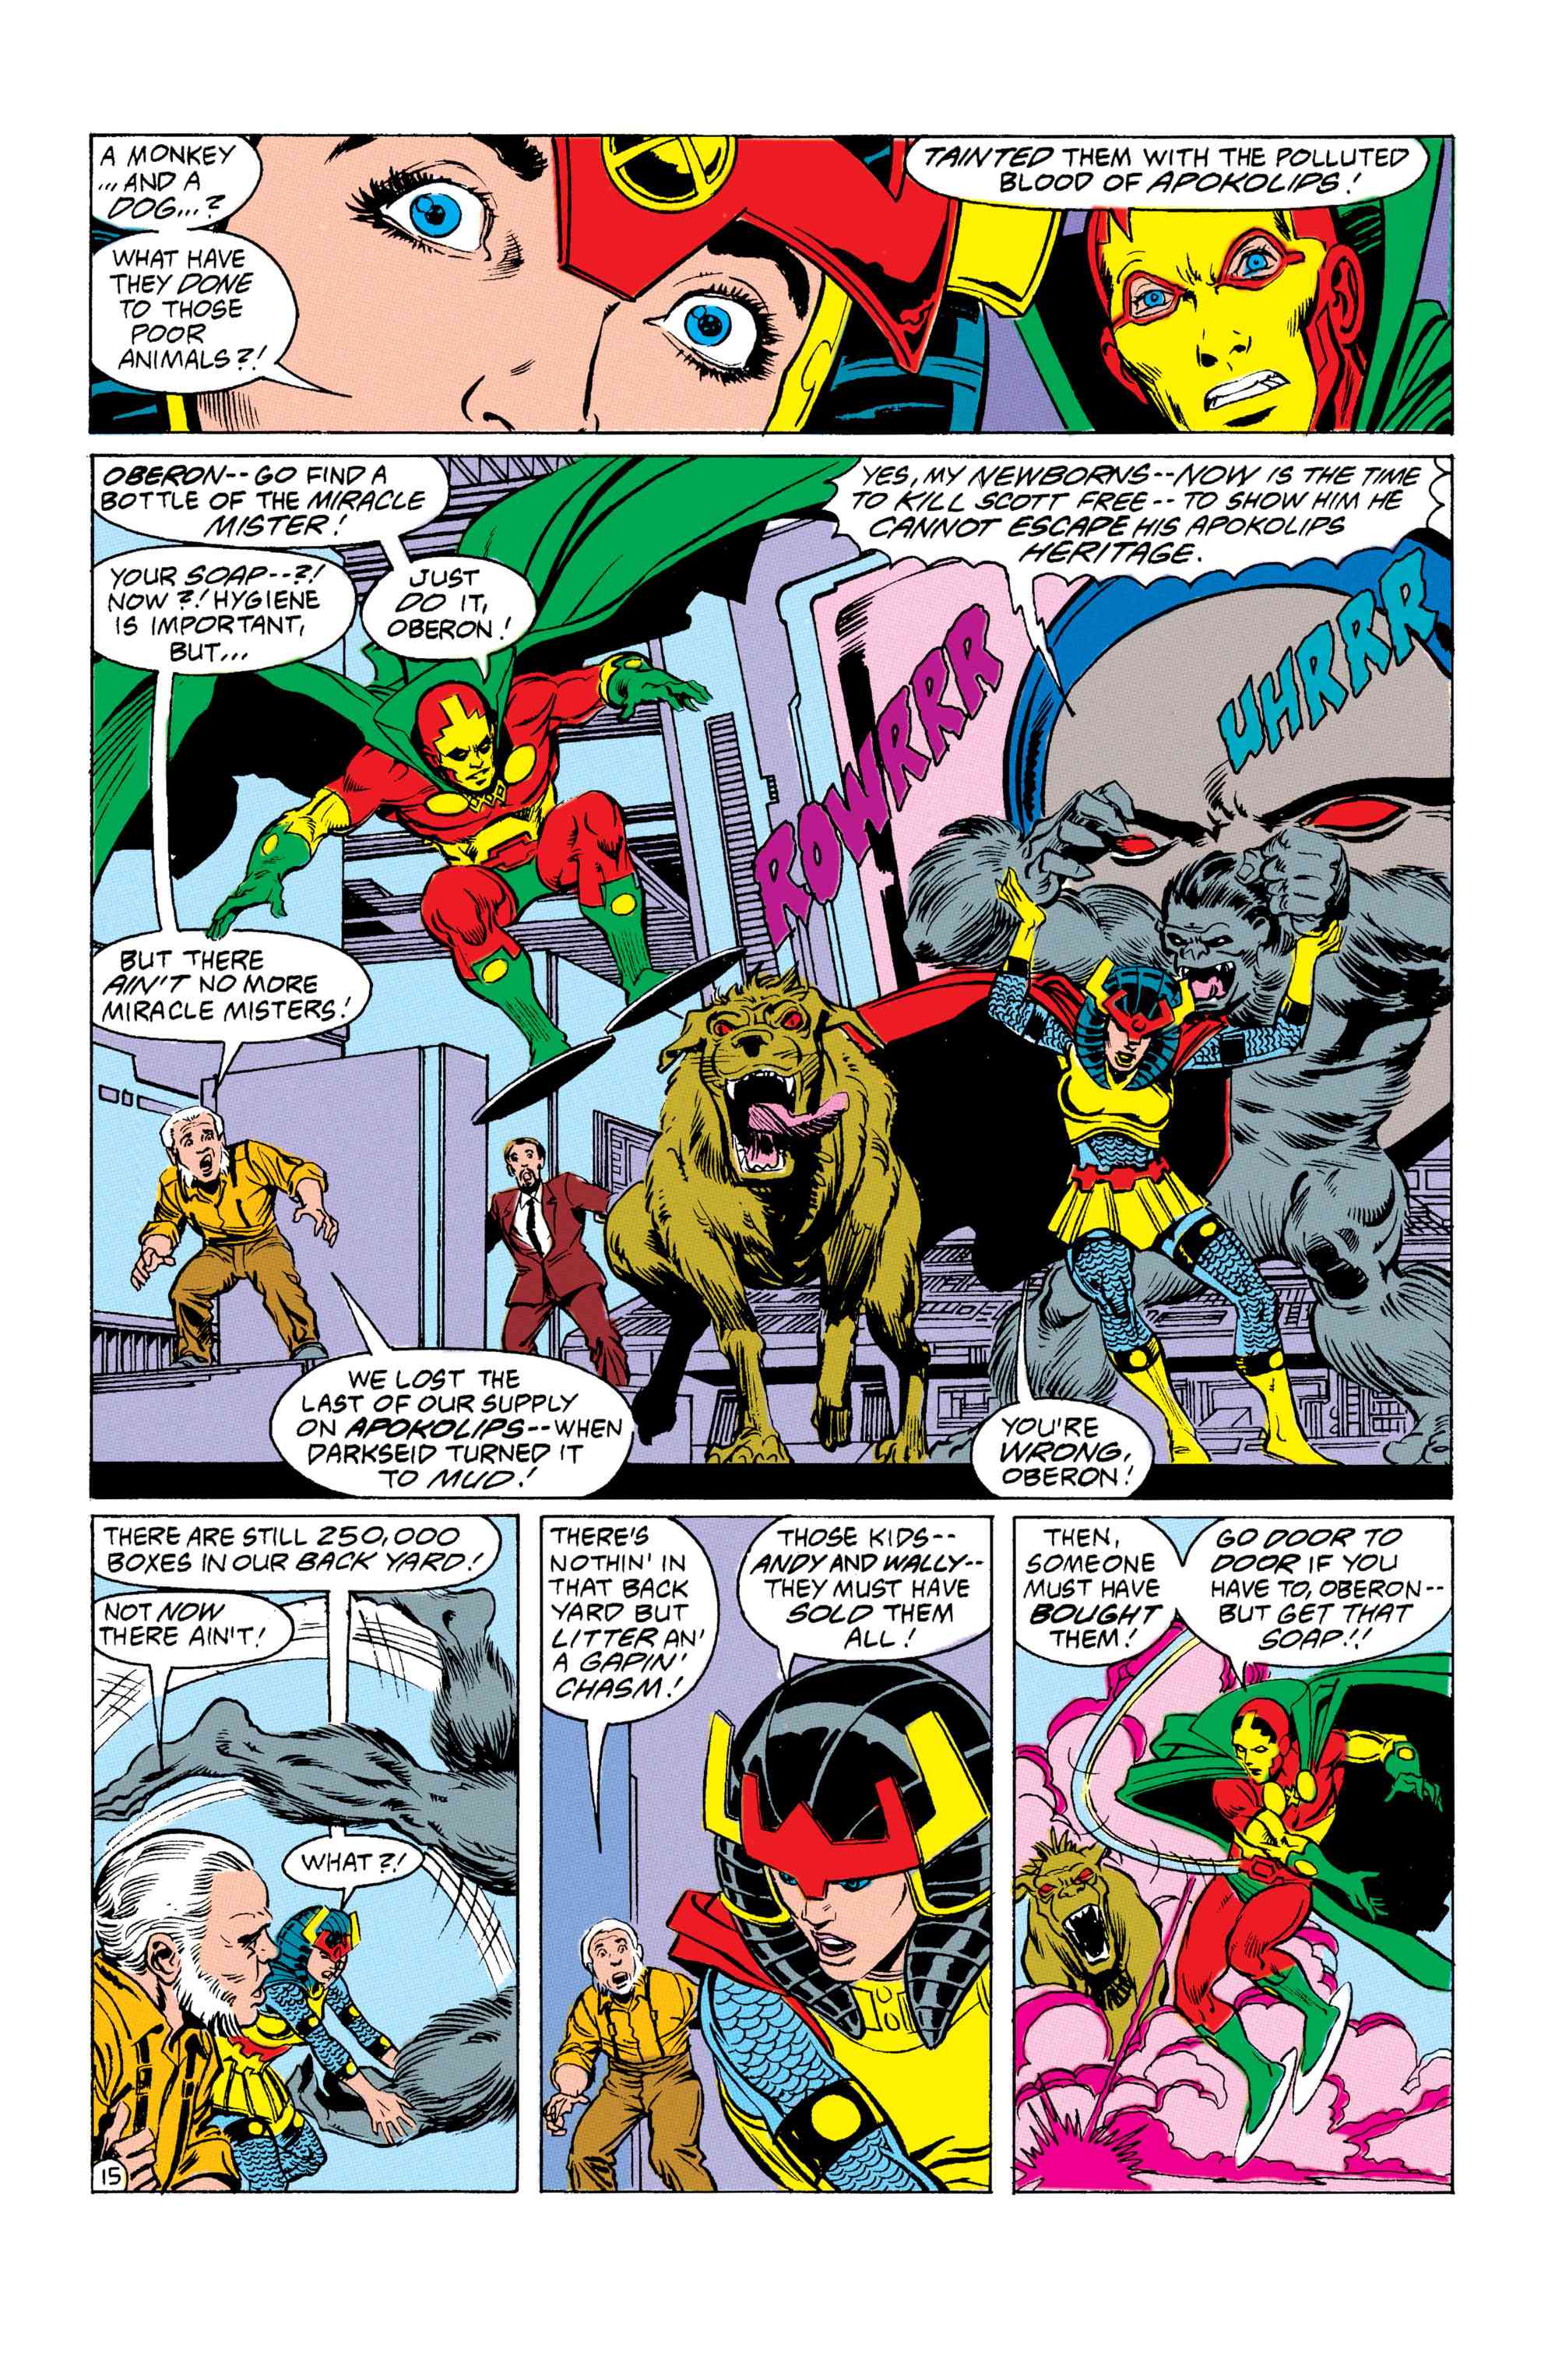 A MONKEY
...AND A
DOG...?
WHAT HAVE
THEY DONE
TO THOSE
POOR
ANIMALS?!
TAINTED THEM WITH THE POLLUTED
BLOOD OF APOKOLIPS!
OBERON--GO FIND A
BOTTLE OF THE MIRACLE
MISTER!
YOUR SOAP--?!
NOW?! HYGIENE
IS IMPORTANT,
BUT...
JUST
DO IT,
OBERON!
YES, MY NEWBORNS--NOW IS THE TIME
TO KILL SCOTT FREE--TO SHOW HIM HE
CANNOT ESCAPE HIS APOKOLIPS
HERITAGE.
ROWRRR
UHRRRR
BUT THERE
AIN'T NO MORE
MIRACLE MISTERS!
WE LOST THE
LAST OF OUR SUPPLY
ON APOKOLIPS--WHEN
DARKSEID TURNED IT
TO MUD!
YOU'RE
WRONG,
OBERON!
THERE ARE STILL 250,000
BOXES IN OUR BACK YARD!
NOT NOW
THERE AIN'T!
WHAT?!
15
THERE'S
NOTHIN' IN
THAT BACK
YARD BUT
LITTER AN'
A GAPIN'
CHASM!
THOSE KIDS--
ANDY AND WALLY--
THEY MUST HAVE
SOLD THEM
ALL!
THEN,
SOMEONE
MUST HAVE
BOUGHT
THEM!
GO DOOR TO
DOOR IF YOU
HAVE TO, OBERON--
BUT GET THAT
SOAP!!